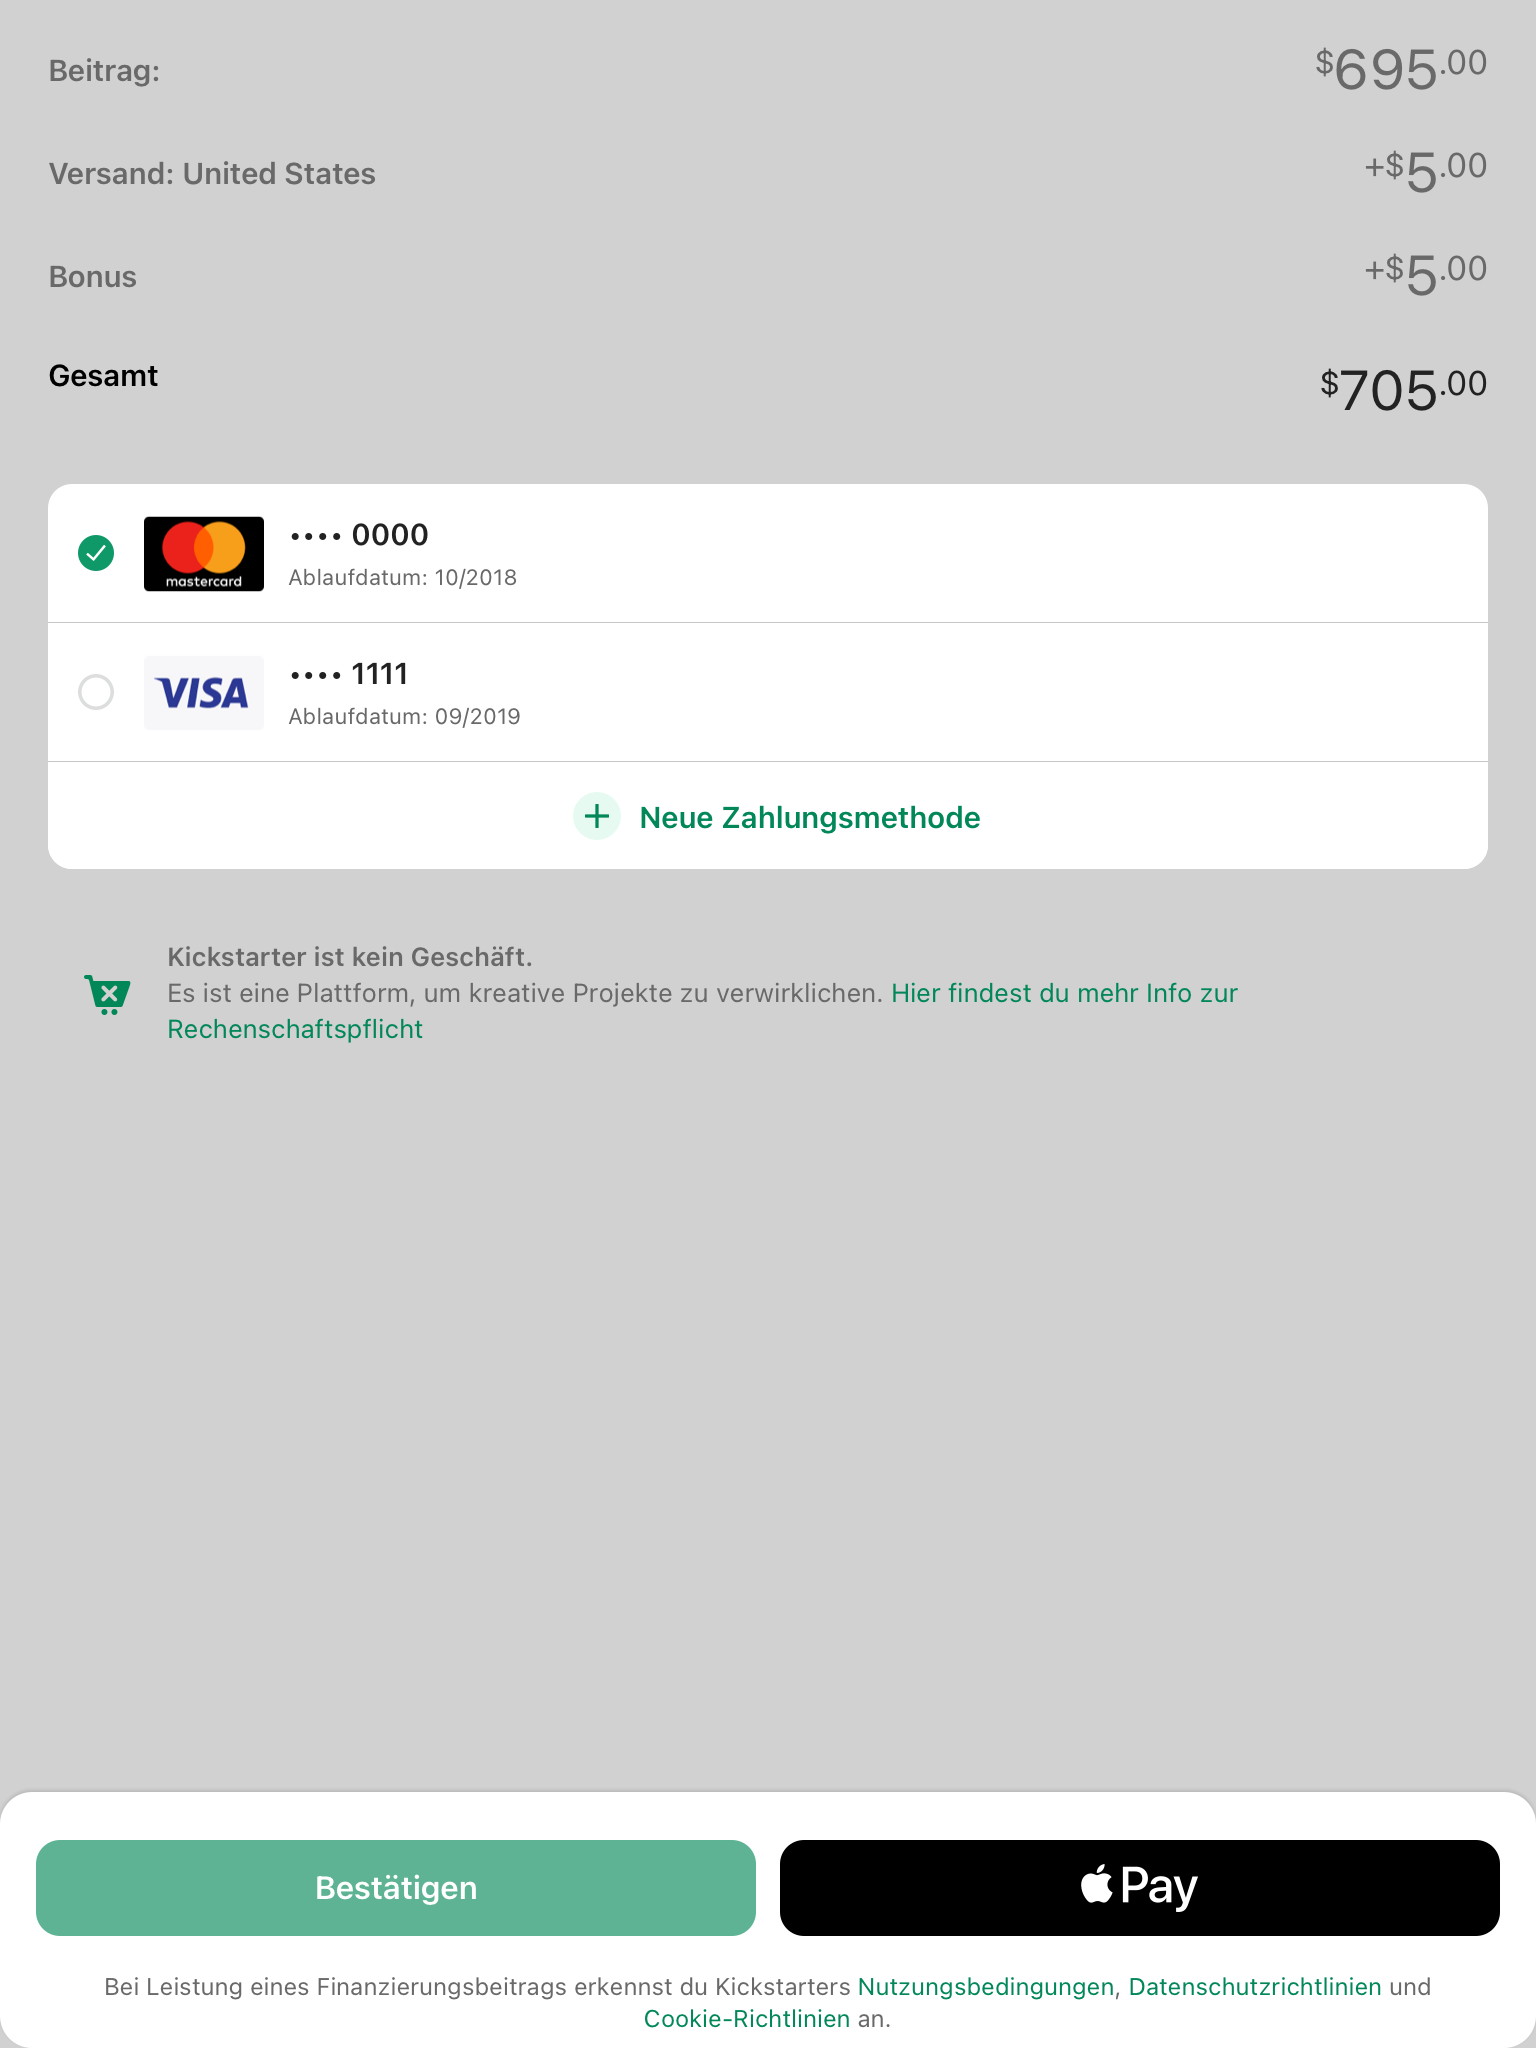 Beitrag: $695.00
Versand: United States +$5.00
Bonus +$5.00
Gesamt $705.00
mastercard •••• 0000
Ablaufdatum: 10/2018
VISA •••• 1111
Ablaufdatum: 09/2019
+ Neue Zahlungsmethode
Kickstarter ist kein Geschäft.
Es ist eine Plattform, um kreative Projekte zu verwirklichen. Hier findest du mehr Info zur
Rechenschaftspflicht
Bestätigen
Pay
Bei Leistung eines Finanzierungsbeitrags erkennst du Kickstarters Nutzungsbedingungen, Datenschutzrichtlinien und
Cookie-Richtlinien an.